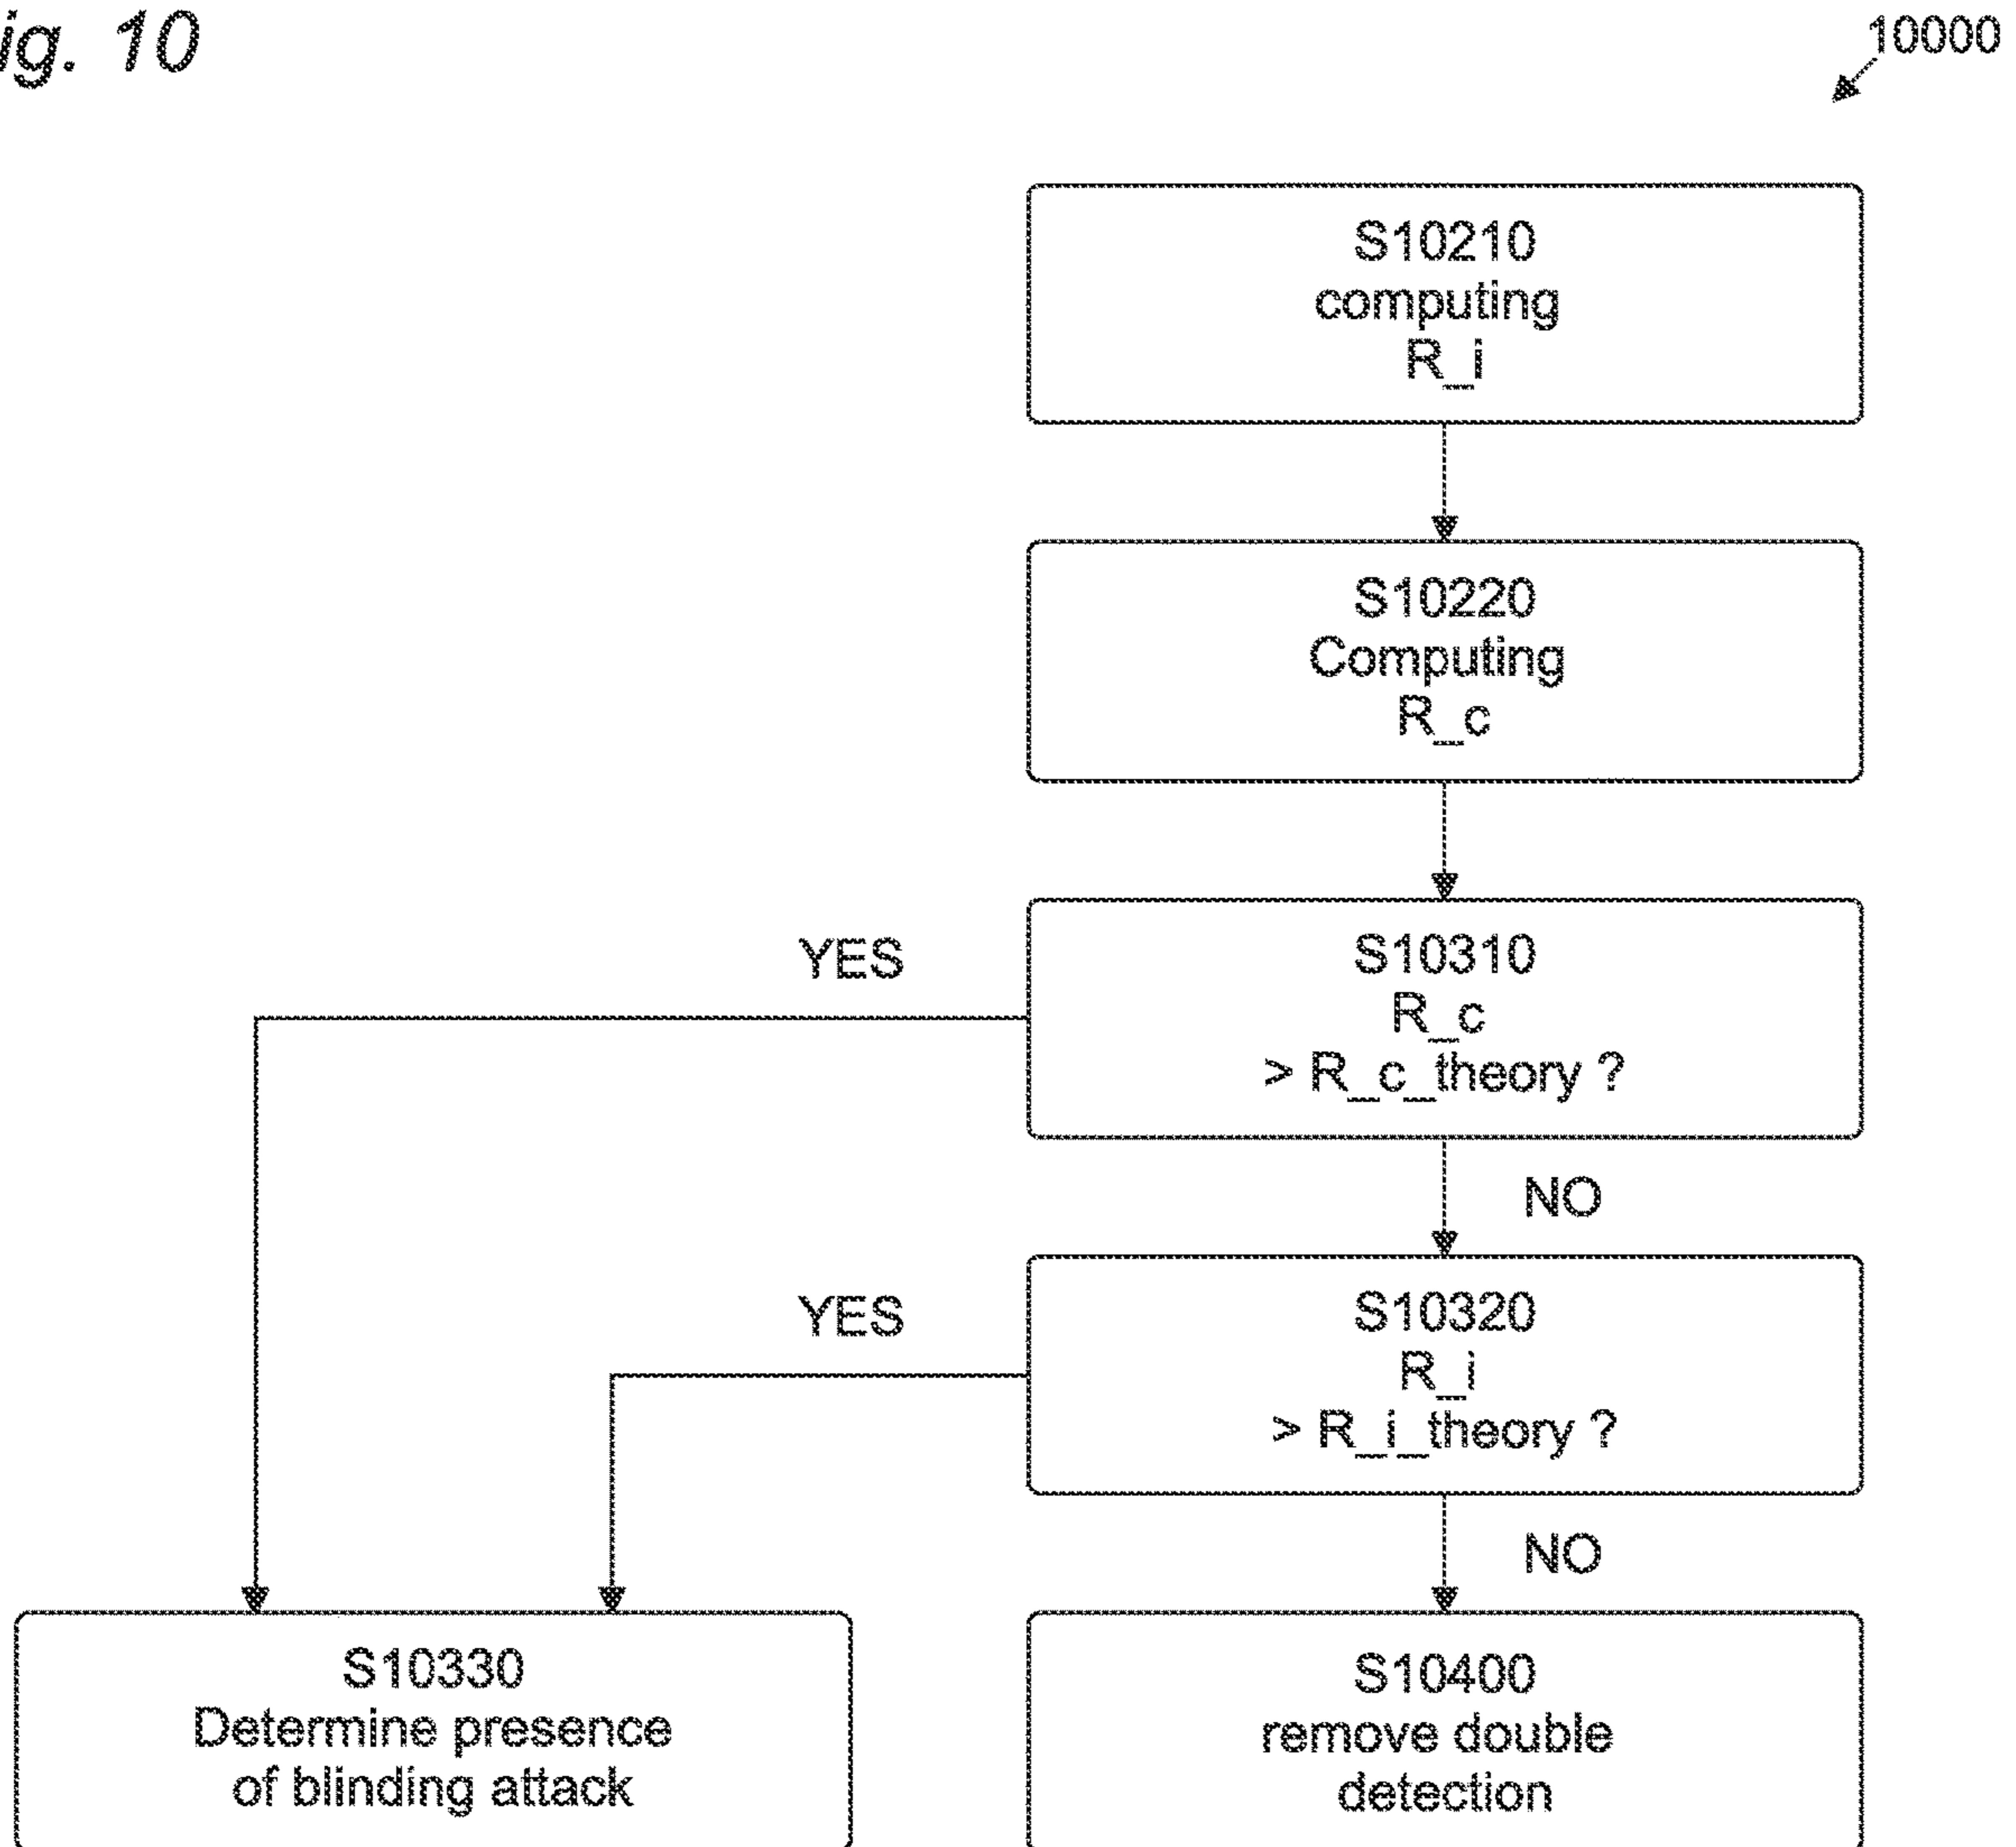 ig. 10
10000
S10210
computing
R_i
S10220
Computing
R_c
YES
S10310
R_c
> R_c_theory ?
NO
YES
S10320
R_i
> R_i_theory ?
NO
S10330
Determine presence
of blinding attack
S10400
remove double
detection